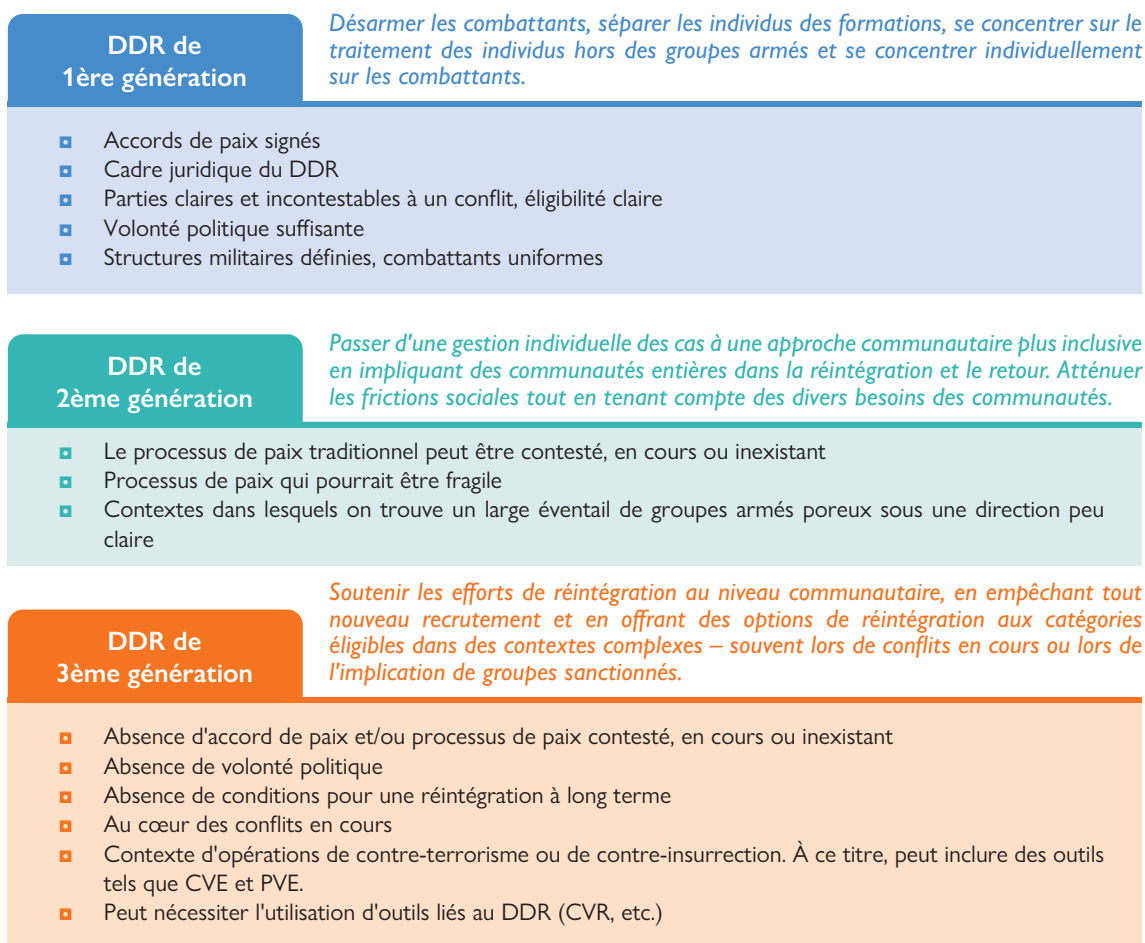 DDR de
1ère génération
Désarmer les combattants, séparer les individus des formations, se concentrer sur le
traitement des individus hors des groupes armés et se concentrer individuellement
sur les combattants.
Accords de paix signés
Cadre juridique du DDR
Parties claires et incontestables à un conflit, éligibilité claire
Volonté politique suffisante
Structures militaires définies, combattants uniformes
DDR de
2ème génération
Passer d'une gestion individuelle des cas à une approche communautaire plus inclusive
en impliquant des communautés entières dans la réintégration et le retour. Atténuer
les frictions sociales tout en tenant compte des divers besoins des communautés.
Le processus de paix traditionnel peut être contesté, en cours ou inexistant
Processus de paix qui pourrait être fragile
Contextes dans lesquels on trouve un large éventail de groupes armés poreux sous une direction peu
claire
DDR de
3ème génération
Soutenir les efforts de réintégration au niveau communautaire, en empêchant tout
nouveau recrutement et en offrant des options de réintégration aux catégories
éligibles dans des contextes complexes – souvent lors de conflits en cours ou lors de
l'implication de groupes sanctionnés.
Absence d'accord de paix et/ou processus de paix contesté, en cours ou inexistant
Absence de volonté politique
Absence de conditions pour une réintégration à long terme
Au cœur des conflits en cours
Contexte d'opérations de contre-terrorisme ou de contre-insurrection. À ce titre, peut inclure des outils
tels que CVE et PVE.
Peut nécessiter l'utilisation d'outils liés au DDR (CVR, etc.)